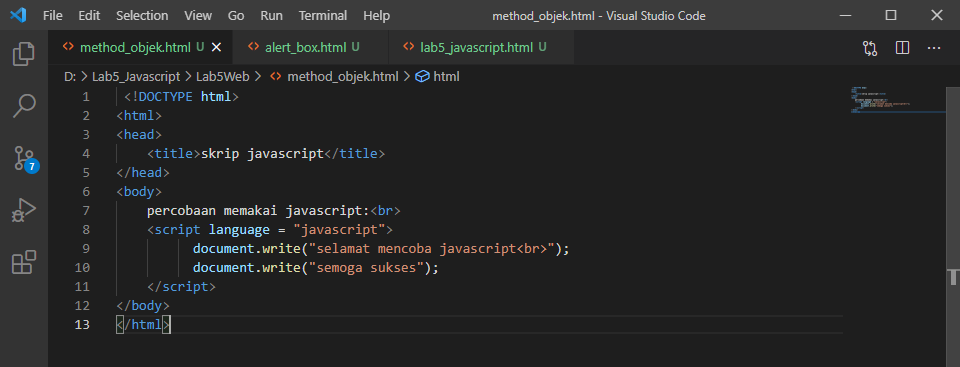 File Edit Selection View Go Run Terminal Help method_objek.html - Visual Studio Code
method_objek.html U alert_box.html U lab5_javascript.html U
D: > Lab5_Javascript > Lab5Web > method_objek.html > html
1 <!DOCTYPE html>
2 <html>
3 <head>
4 <title>skrip javascript</title>
5 </head>
6 <body>
7 percobaan memakai javascript:<br>
8 <script language = "javascript">
9 document.write("selamat mencoba javascript<br>");
10 document.write("semoga sukses");
11 </script>
12 </body>
13 </html>
7